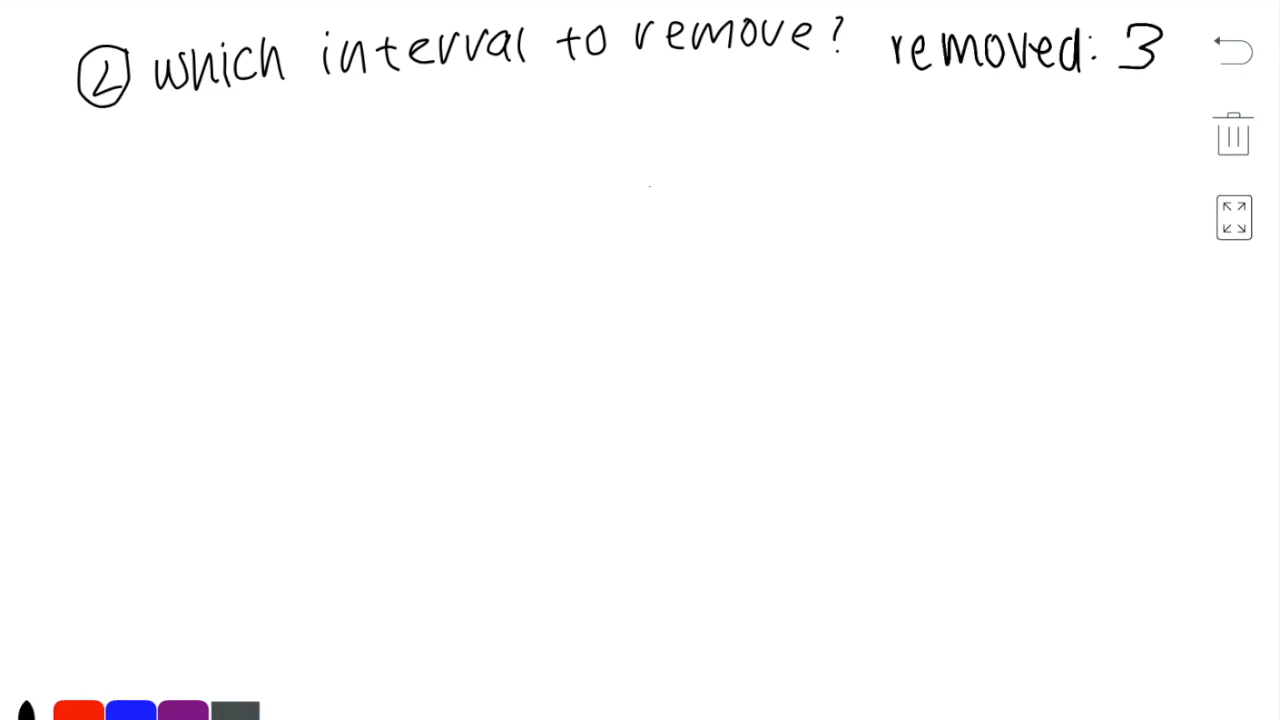 ② which interval to remove? removed: 3